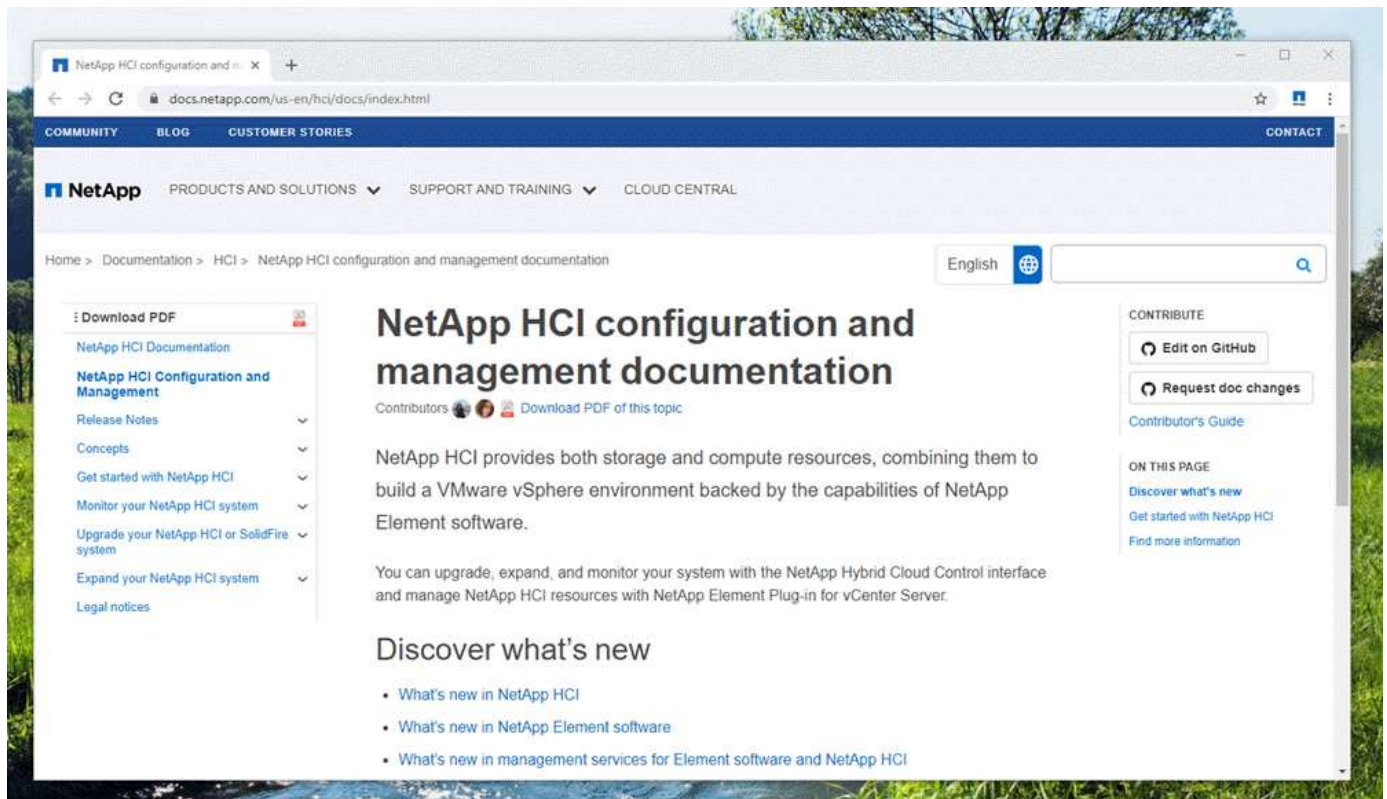 NetApp HCI configuration and n
docs.netapp.com/us-en/hci/docs/index.html
COMMUNITY BLOG CUSTOMER STORIES CONTACT
NetApp PRODUCTS AND SOLUTIONS SUPPORT AND TRAINING CLOUD CENTRAL
Home > Documentation > HCI > NetApp HCI configuration and management documentation
English
Download PDF
NetApp HCI Documentation
NetApp HCI Configuration and
Management
Release Notes
Concepts
Get started with NetApp HCI
Monitor your NetApp HCI system
Upgrade your NetApp HCI or SolidFire
system
Expand your NetApp HCI system
Legal notices
NetApp HCI configuration and
management documentation
Contributors Download PDF of this topic
NetApp HCI provides both storage and compute resources, combining them to
build a VMware vSphere environment backed by the capabilities of NetApp
Element software.
You can upgrade, expand, and monitor your system with the NetApp Hybrid Cloud Control interface
and manage NetApp HCI resources with NetApp Element Plug-in for vCenter Server.
Discover what's new
• What's new in NetApp HCI
• What's new in NetApp Element software
• What's new in management services for Element software and NetApp HCI
CONTRIBUTE
Edit on GitHub
Request doc changes
Contributor's Guide
ON THIS PAGE
Discover what's new
Get started with NetApp HCI
Find more information